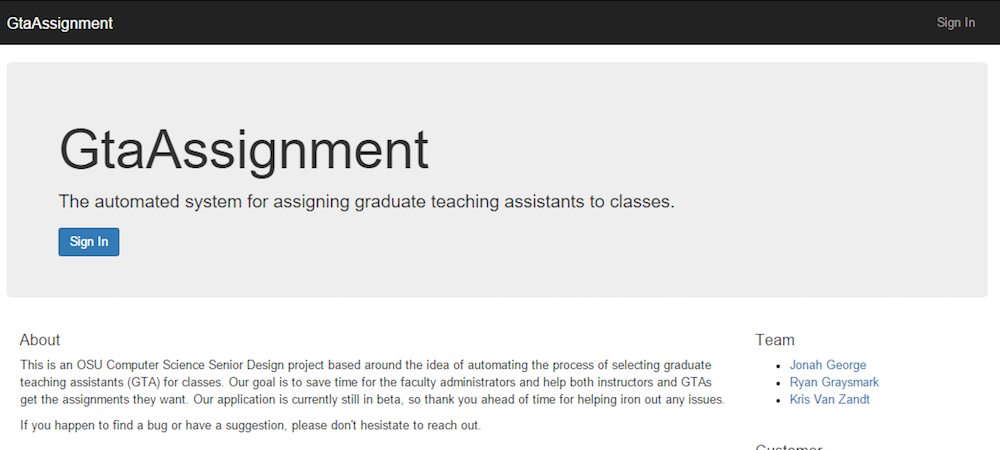 GtaAssignment
Sign In
GtaAssignment
The automated system for assigning graduate teaching assistants to classes.
Sign In
About
This is an OSU Computer Science Senior Design project based around the idea of automating the process of selecting graduate
teaching assistants (GTA) for classes. Our goal is to save time for the faculty administrators and help both instructors and GTAs
get the assignments they want. Our application is currently still in beta, so thank you ahead of time for helping iron out any issues.
If you happen to find a bug or have a suggestion, please don't hesistate to reach out.
Team
Jonah George
Ryan Graysmark
Kris Van Zandt
Customer